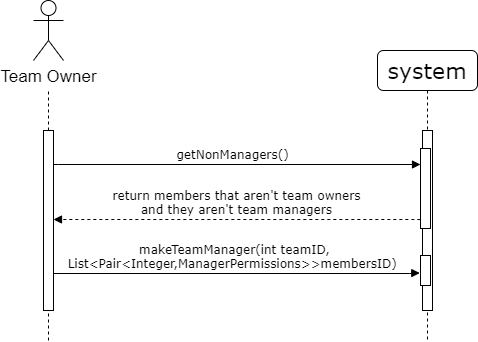 Team Owner
system
getNonManagers()
return members that aren't team owners
and they aren't team managers
makeTeamManager(int teamID,
List<Pair<Integer,ManagerPermissions>>membersID)